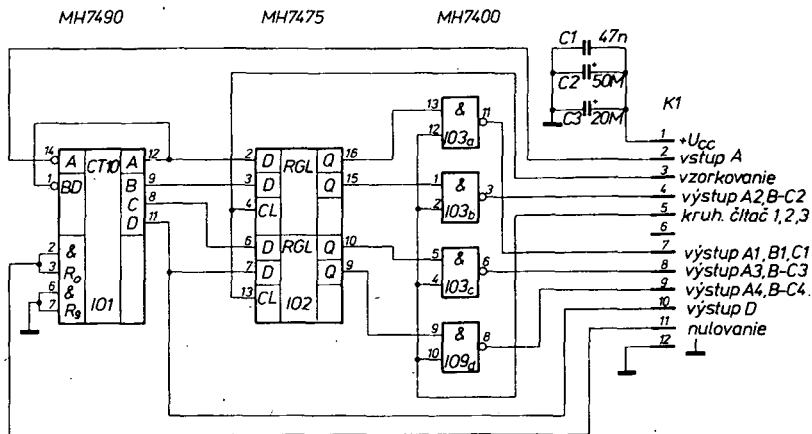 MH7490
MH7475
MH7400
C1 47n
C2 + 50M
C3 + 20M
K1
14 A CT10 A 12
1 BD B 9
C 8
D 11
2 &
3 R0
6 &
7 R9
IO1
2 D RGL Q 16
3 D Q 15
4 CL
6 D RGL Q 10
7 D Q 9
13 CL IO2
13 & 11
12 IO3a
1 & 3
2 IO3b
5 & 6
4 IO3c
9 & 8
10 IO9d
1 +UCC
2 vstup A
3 vzorkovanie
4 výstup A2,B-C2
5 kruh. čítač 1,2,3
6
7 výstup A1,B1,C1
8 výstup A3,B-C3
9 výstup A4,B-C4.
10 výstup D
11 nulovanie
12